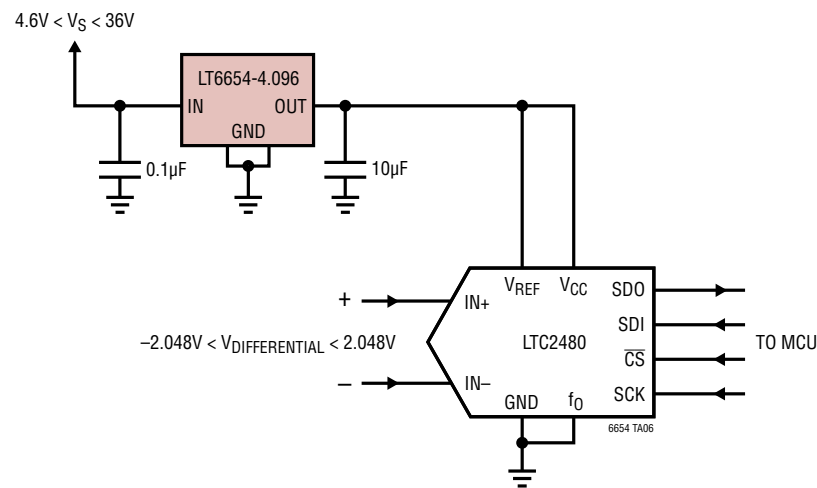 4.6V < VS < 36V
LT6654-4.096
IN
OUT
GND
0.1µF
10µF
VREF
VCC
SDO
+
IN+
SDI
–2.048V < VDIFFERENTIAL < 2.048V
LTC2480
TO MCU
CS
–
IN–
SCK
GND
fO
6654 TA06